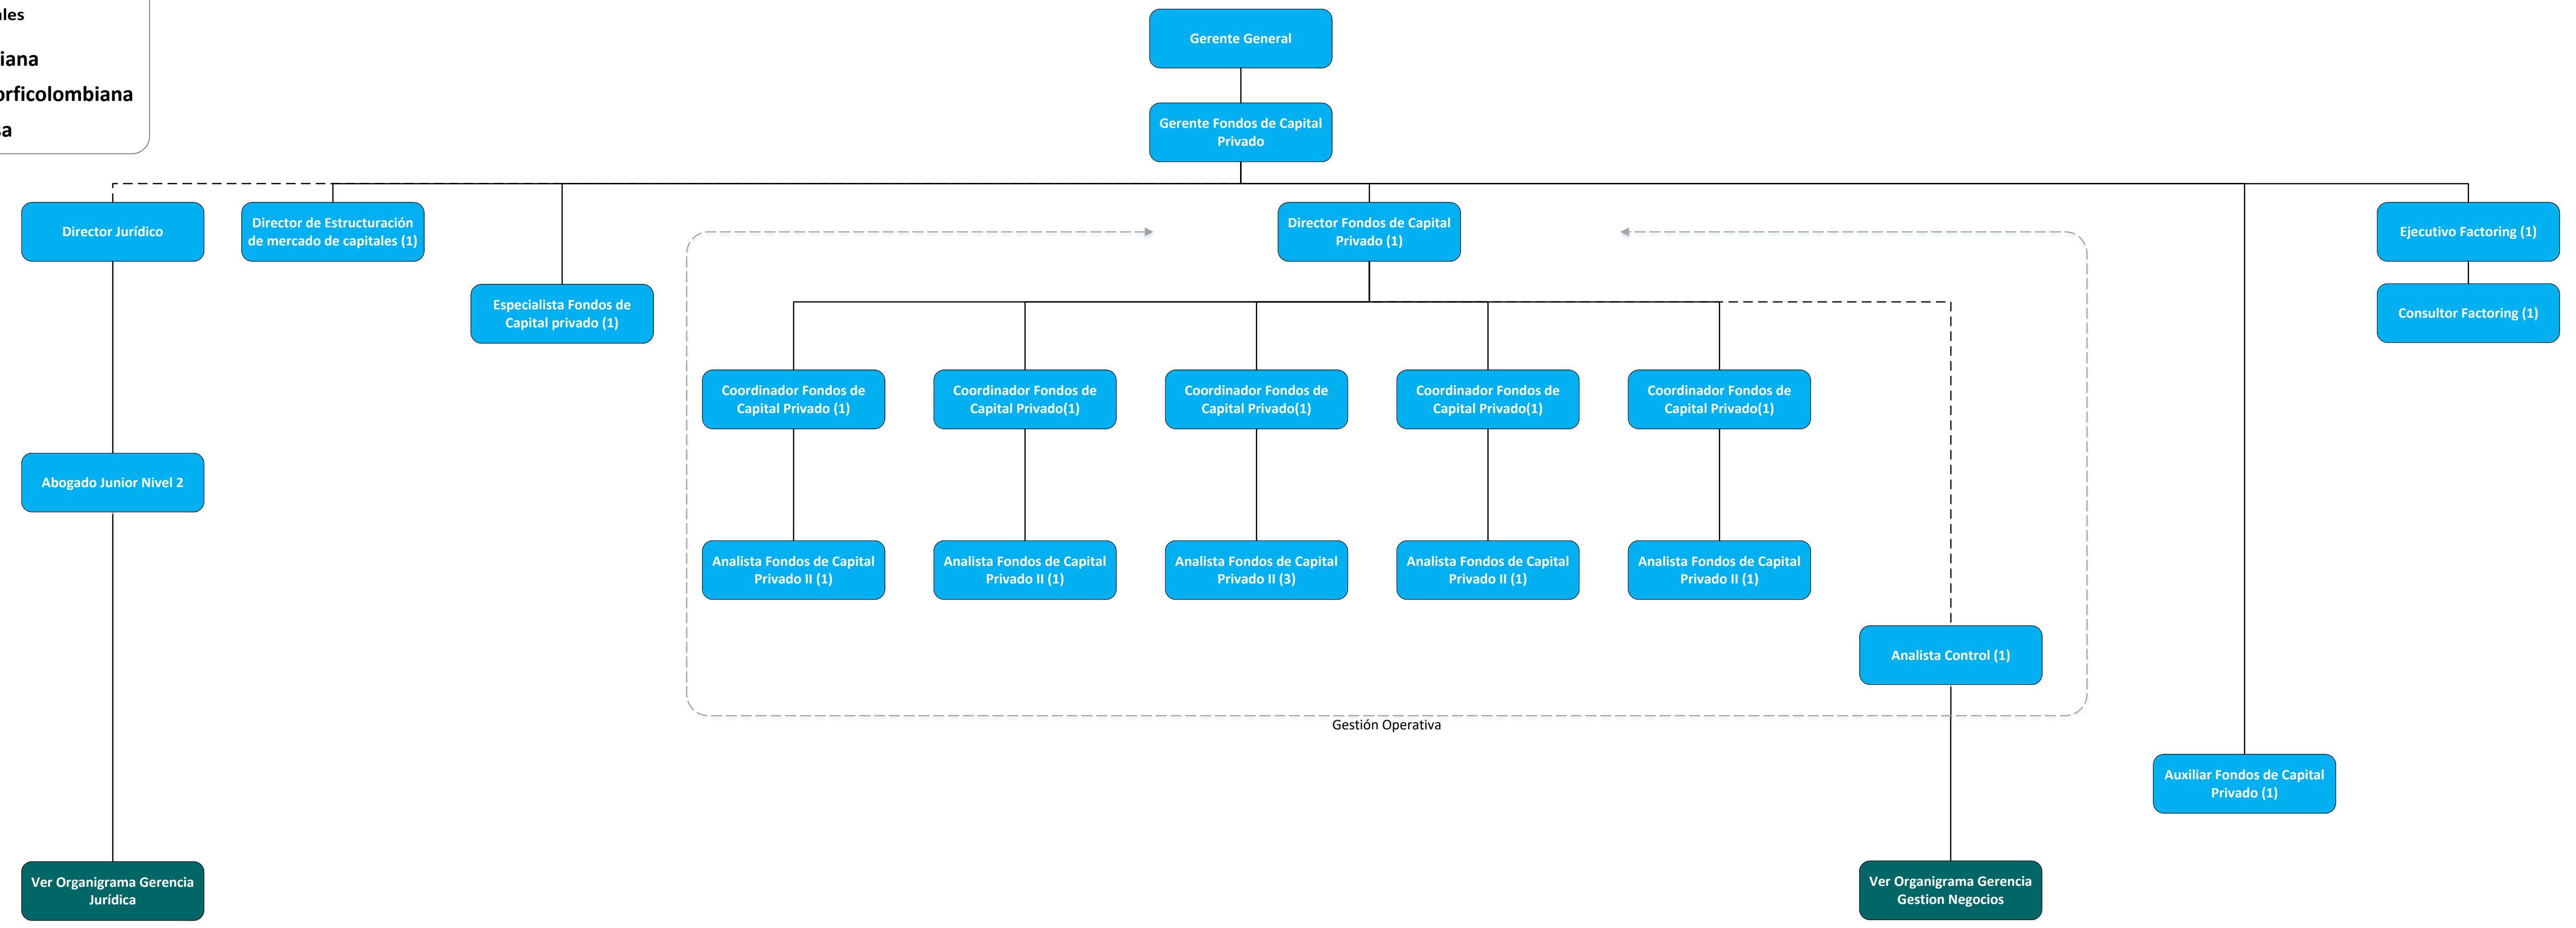 Gerente General
Gerente Fondos de Capital
Privado
Director Jurídico
Director de Estructuración
de mercado de capitales (1)
Especialista Fondos de
Capital privado (1)
Director Fondos de Capital
Privado (1)
Ejecutivo Factoring (1)
Consultor Factoring (1)
Coordinador Fondos de
Capital Privado (1)
Coordinador Fondos de
Capital Privado(1)
Coordinador Fondos de
Capital Privado(1)
Coordinador Fondos de
Capital Privado(1)
Coordinador Fondos de
Capital Privado(1)
Abogado Junior Nivel 2
Analista Fondos de Capital
Privado II (1)
Analista Fondos de Capital
Privado II (1)
Analista Fondos de Capital
Privado II (3)
Analista Fondos de Capital
Privado II (1)
Analista Fondos de Capital
Privado II (1)
Analista Control (1)
Gestión Operativa
Auxiliar Fondos de Capital
Privado (1)
Ver Organigrama Gerencia
Jurídica
Ver Organigrama Gerencia
Gestion Negocios